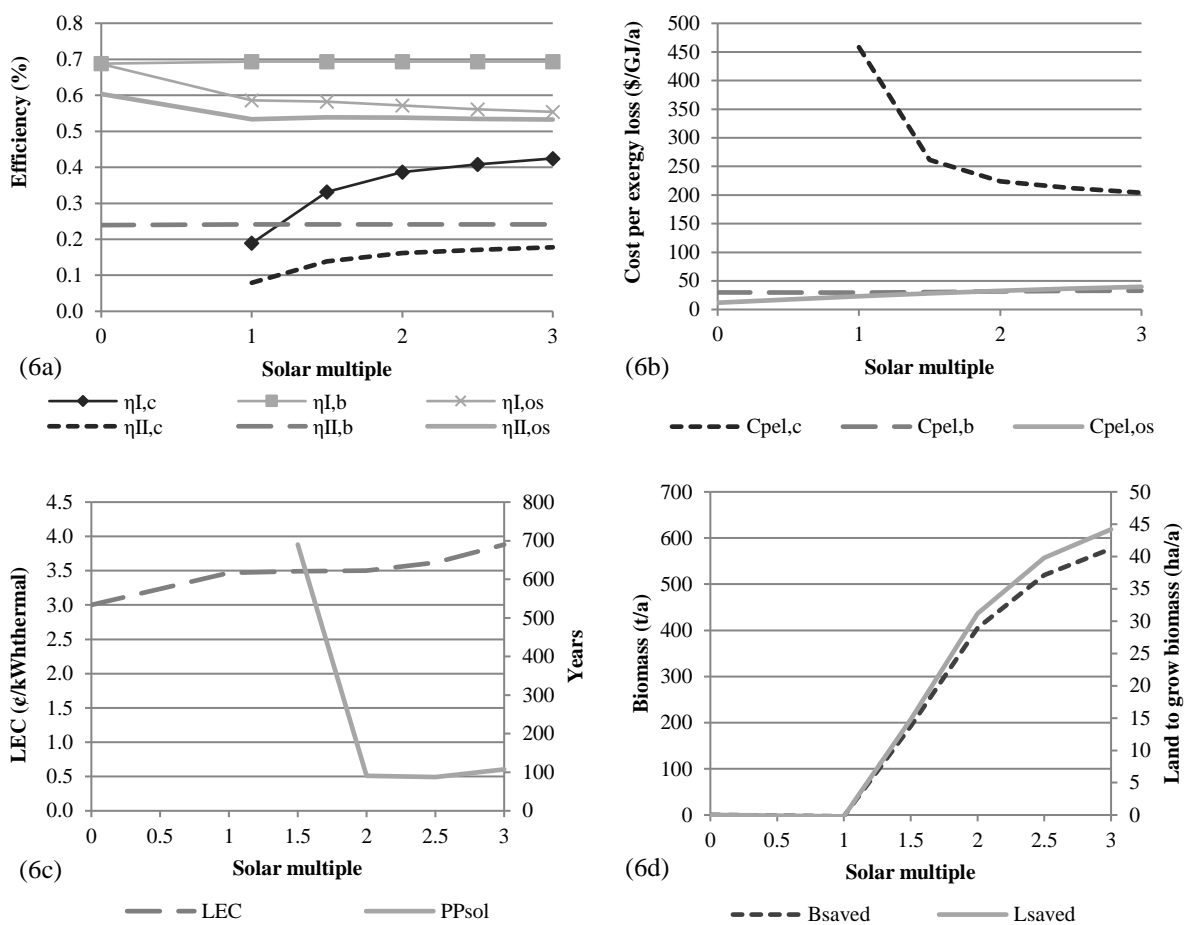 0.8
0.7
0.6
0.5
0.4
0.3
0.2
0.1
0.0
Efficiency (%)
0 1 2 3
(6a)
Solar multiple
ηI,c ηI,b ηI,os
ηII,c ηII,b ηII,os
500
450
400
350
300
250
200
150
100
50
0
Cost per exergy loss ($/GJ/a)
0 1 2 3
(6b)
Solar multiple
Cpel,c Cpel,b Cpel,os
4.5
4.0
3.5
3.0
2.5
2.0
1.5
1.0
0.5
0.0
LEC (¢/kWhthermal)
800
700
600
500
400
300
200
100
0
Years
0 0.5 1 1.5 2 2.5 3
(6c)
Solar multiple
LEC PPsol
700
600
500
400
300
200
100
0
Biomass (t/a)
50
45
40
35
30
25
20
15
10
5
0
Land to grow biomass (ha/a)
0 0.5 1 1.5 2 2.5 3
(6d)
Solar multiple
Bsaved Lsaved